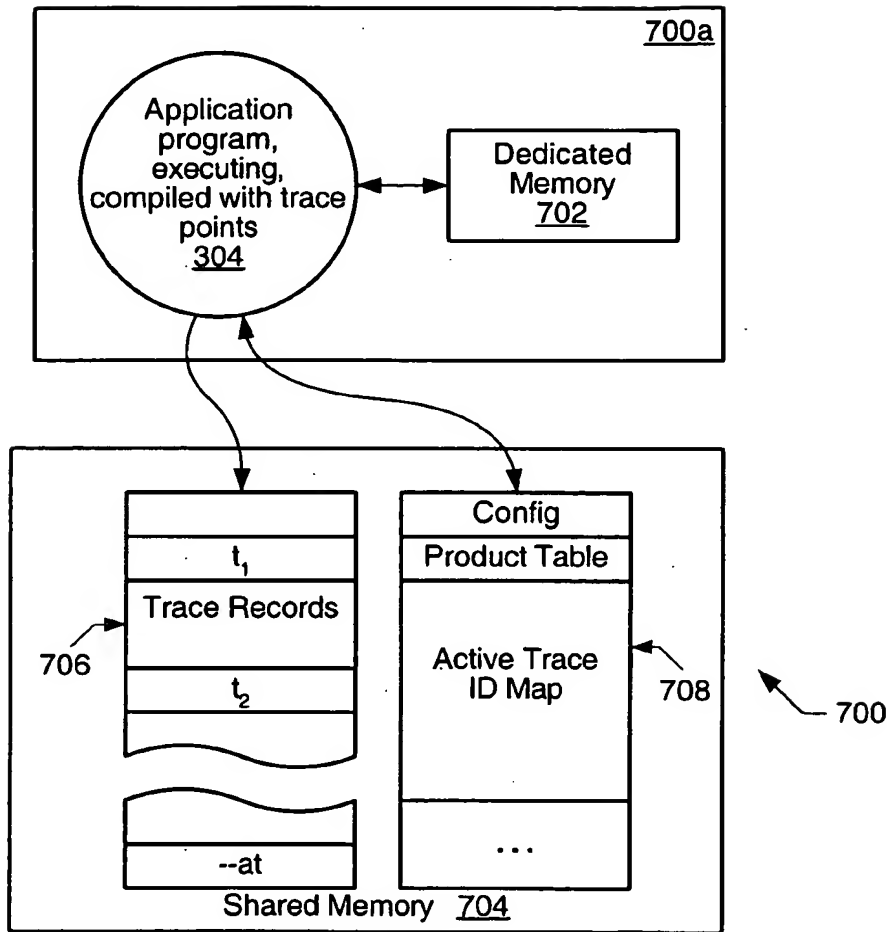 700a
Application
program,
executing,
compiled with trace
points
304
Dedicated
Memory
702
Config
t1
Product Table
Trace Records
706
Active Trace
ID Map
708
t2
700
--at
...
Shared Memory 704